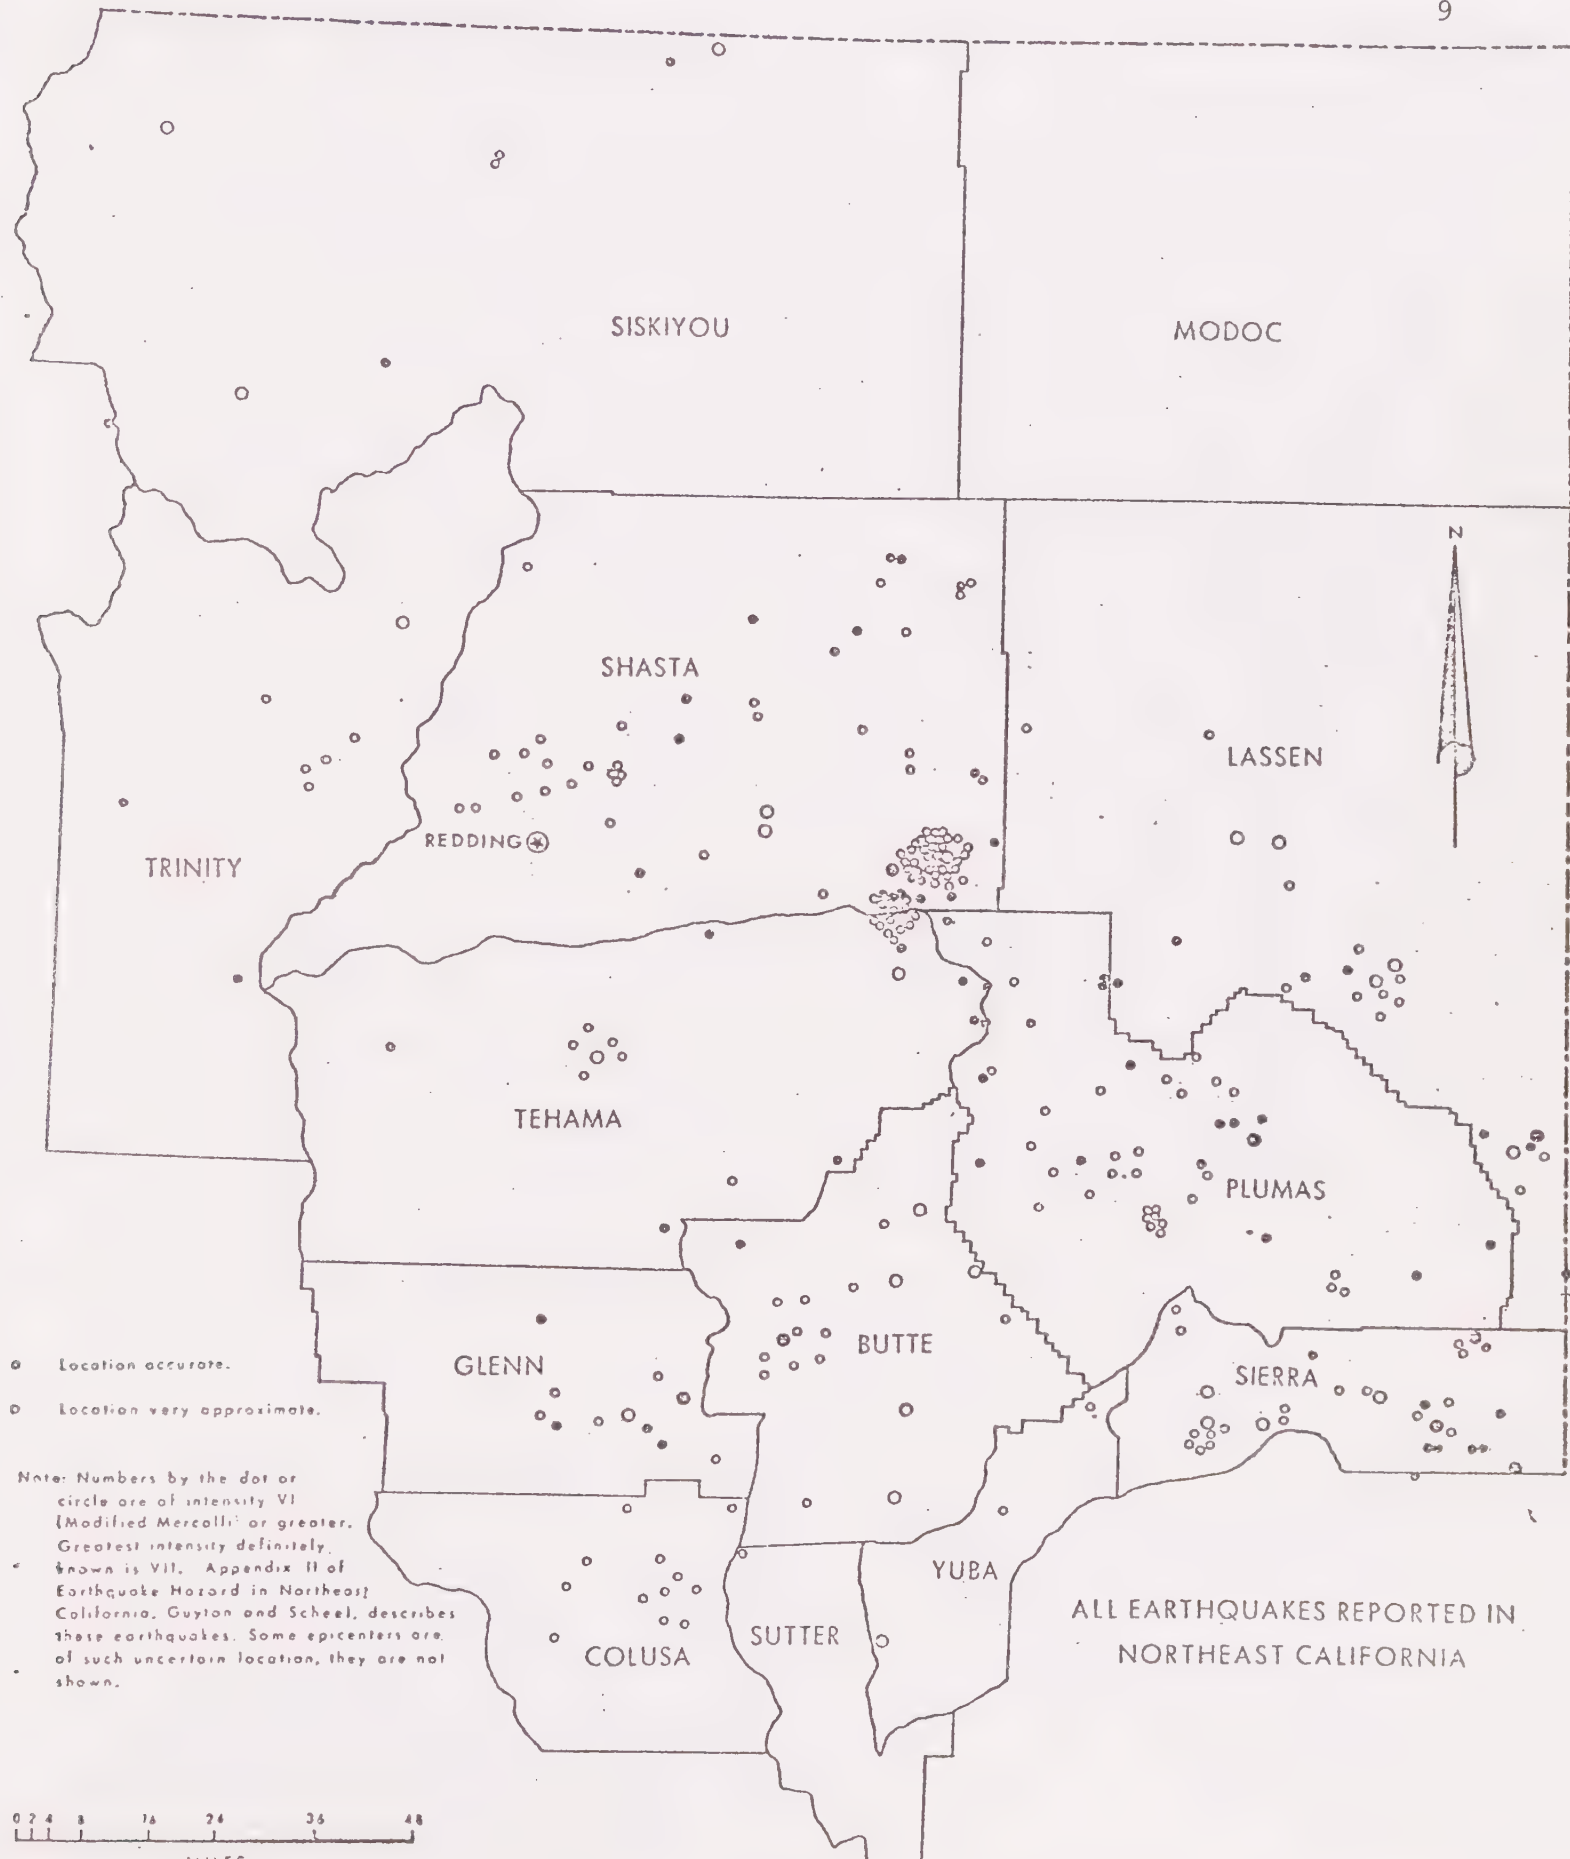 9
SISKIYOU
MODOC
N
SHASTA
LASSEN
REDDING
TRINITY
TEHAMA
PLUMAS
BUTTE
GLENN
SIERRA
Location accurate.
Location very approximate.
Note: Numbers by the dot or
circle are of intensity VI
(Modified Mercalli) or greater.
Greatest intensity definitely
known is VII. Appendix II of
Earthquake Hazard in Northeast
California, Guyton and Scheel, describes
these earthquakes. Some epicenters are
of such uncertain location, they are not
shown.
YUBA
SUTTER
COLUSA
ALL EARTHQUAKES REPORTED IN
NORTHEAST CALIFORNIA
0 2 4 8 16 24 36 48